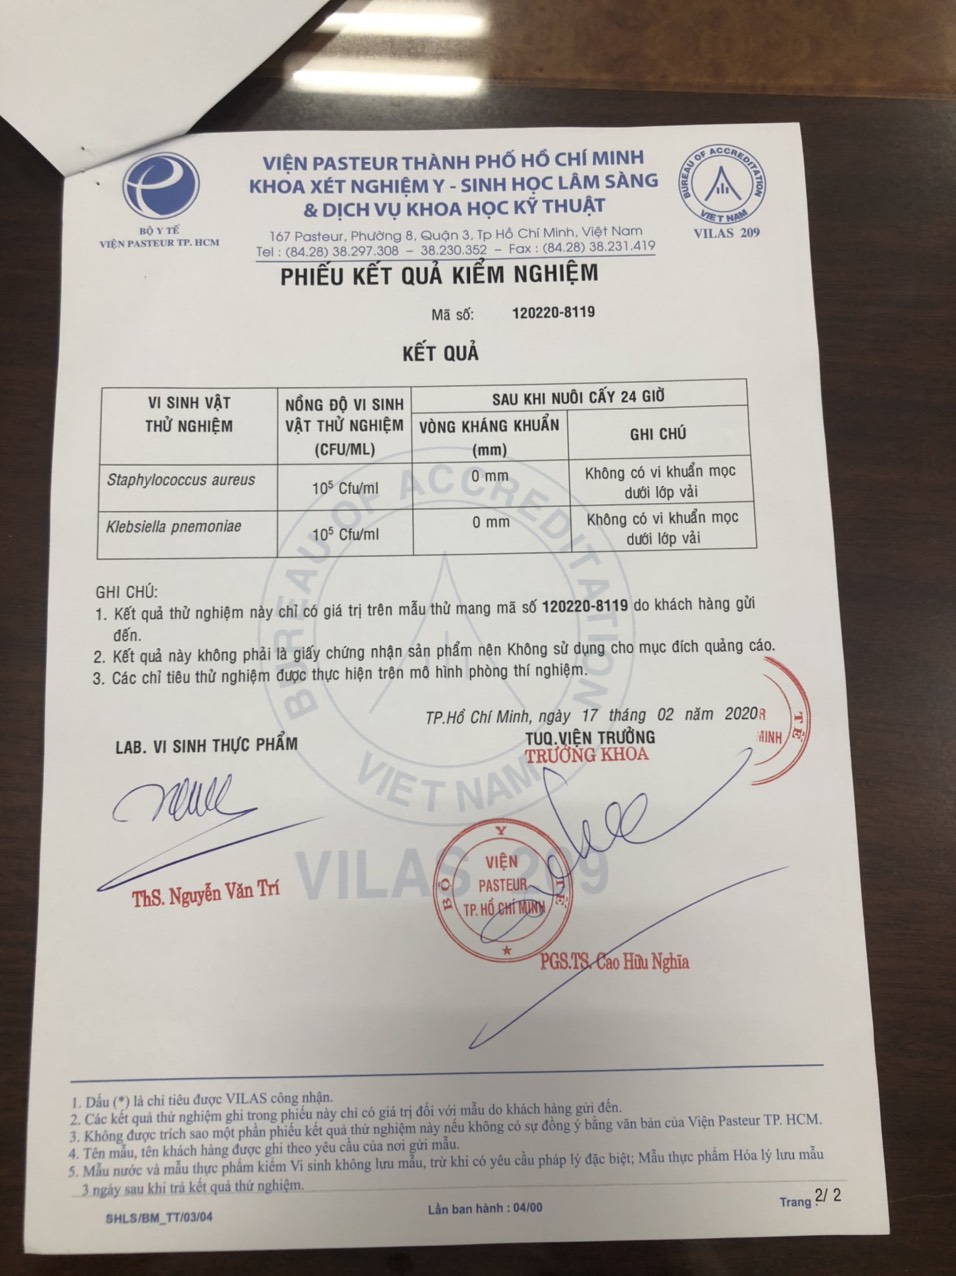 VIỆN PASTEUR THÀNH PHỐ HỒ CHÍ MINH
KHOA XÉT NGHIỆM Y - SINH HỌC LÂM SÀNG
& DỊCH VỤ KHOA HỌC KỸ THUẬT
BỘ Y TẾ
VIỆN PASTEUR TP. HCM
BUREAU OF ACCREDITATION
VIET NAM
VILAS 209
167 Pasteur, Phường 8, Quận 3, Tp Hồ Chí Minh, Việt Nam
Tel : (84.28) 38.297.308 – 38.230.352 – Fax : (84.28) 38.231.419
PHIẾU KẾT QUẢ KIỂM NGHIỆM
Mã số: 120220-8119
KẾT QUẢ
VI SINH VẬT
THỬ NGHIỆM
NỒNG ĐỘ VI SINH
VẬT THỬ NGHIỆM
(CFU/ML)
SAU KHI NUÔI CẤY 24 GIỜ
VÒNG KHÁNG KHUẨN
(mm)
GHI CHÚ
Staphylococcus aureus
10⁵ Cfu/ml
0 mm
Không có vi khuẩn mọc
dưới lớp vải
Klebsiella pnemoniae
10⁵ Cfu/ml
0 mm
Không có vi khuẩn mọc
dưới lớp vải
BUREAU OF ACCREDITATION
VIET NAM
VILAS 209
GHI CHÚ:
1. Kết quả thử nghiệm này chỉ có giá trị trên mẫu thử mang mã số 120220-8119 do khách hàng gửi
đến.
2. Kết quả này không phải là giấy chứng nhận sản phẩm nên Không sử dụng cho mục đích quảng cáo.
3. Các chỉ tiêu thử nghiệm được thực hiện trên mô hình phòng thí nghiệm.
TP.Hồ Chí Minh, ngày 17 tháng 02 năm 2020
LAB. VI SINH THỰC PHẨM
TUQ.VIỆN TRƯỞNG
TRƯỞNG KHOA
R
MINH
TẾ
BỘ Y TẾ
VIỆN
PASTEUR
TP. HỒ CHÍ MINH
ThS. Nguyễn Văn Trí
PGS.TS. Cao Hữu Nghĩa
1. Dấu (*) là chỉ tiêu được VILAS công nhận.
2. Các kết quả thử nghiệm ghi trong phiếu này chỉ có giá trị đối với mẫu do khách hàng gửi đến.
3. Không được trích sao một phần phiếu kết quả thử nghiệm này nếu không có sự đồng ý bằng văn bản của Viện Pasteur TP. HCM.
4. Tên mẫu, tên khách hàng được ghi theo yêu cầu của nơi gửi mẫu.
5. Mẫu nước và mẫu thực phẩm kiểm Vi sinh không lưu mẫu, trừ khi có yêu cầu pháp lý đặc biệt; Mẫu thực phẩm Hóa lý lưu mẫu
3 ngày sau khi trả kết quả thử nghiệm.
SHLS/BM_TT/03/04
Lần ban hành : 04/00
Trang : 2/ 2